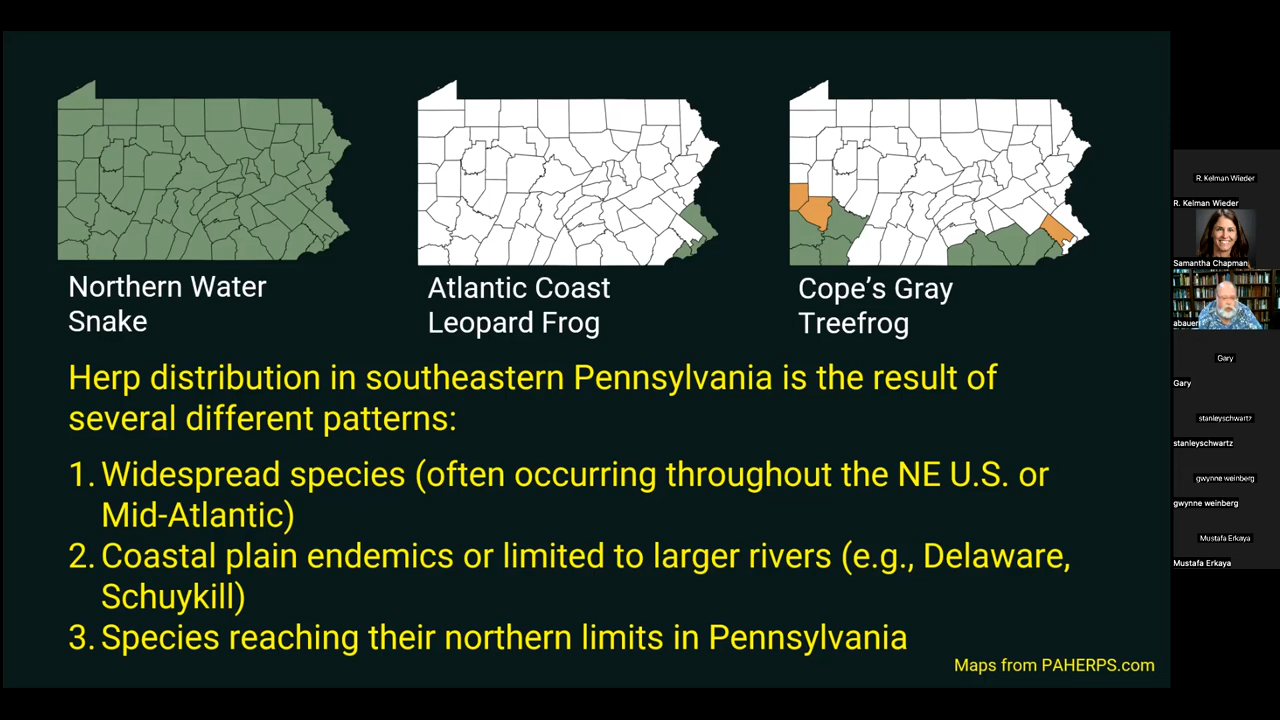 Northern Water
Snake
Atlantic Coast
Leopard Frog
Cope's Gray
Treefrog
Herp distribution in southeastern Pennsylvania is the result of
several different patterns:
1. Widespread species (often occurring throughout the NE U.S. or
Mid-Atlantic)
2. Coastal plain endemics or limited to larger rivers (e.g., Delaware,
Schuykill)
3. Species reaching their northern limits in Pennsylvania
Maps from PAHERPS.com
R. Kelman Wieder
R. Kelman Wieder
Samantha Chapman
abauer
Gary
Gary
stanleyschwartz
stanleyschwartz
gwynne weinberg
gwynne weinberg
Mustafa Erkaya
Mustafa Erkaya